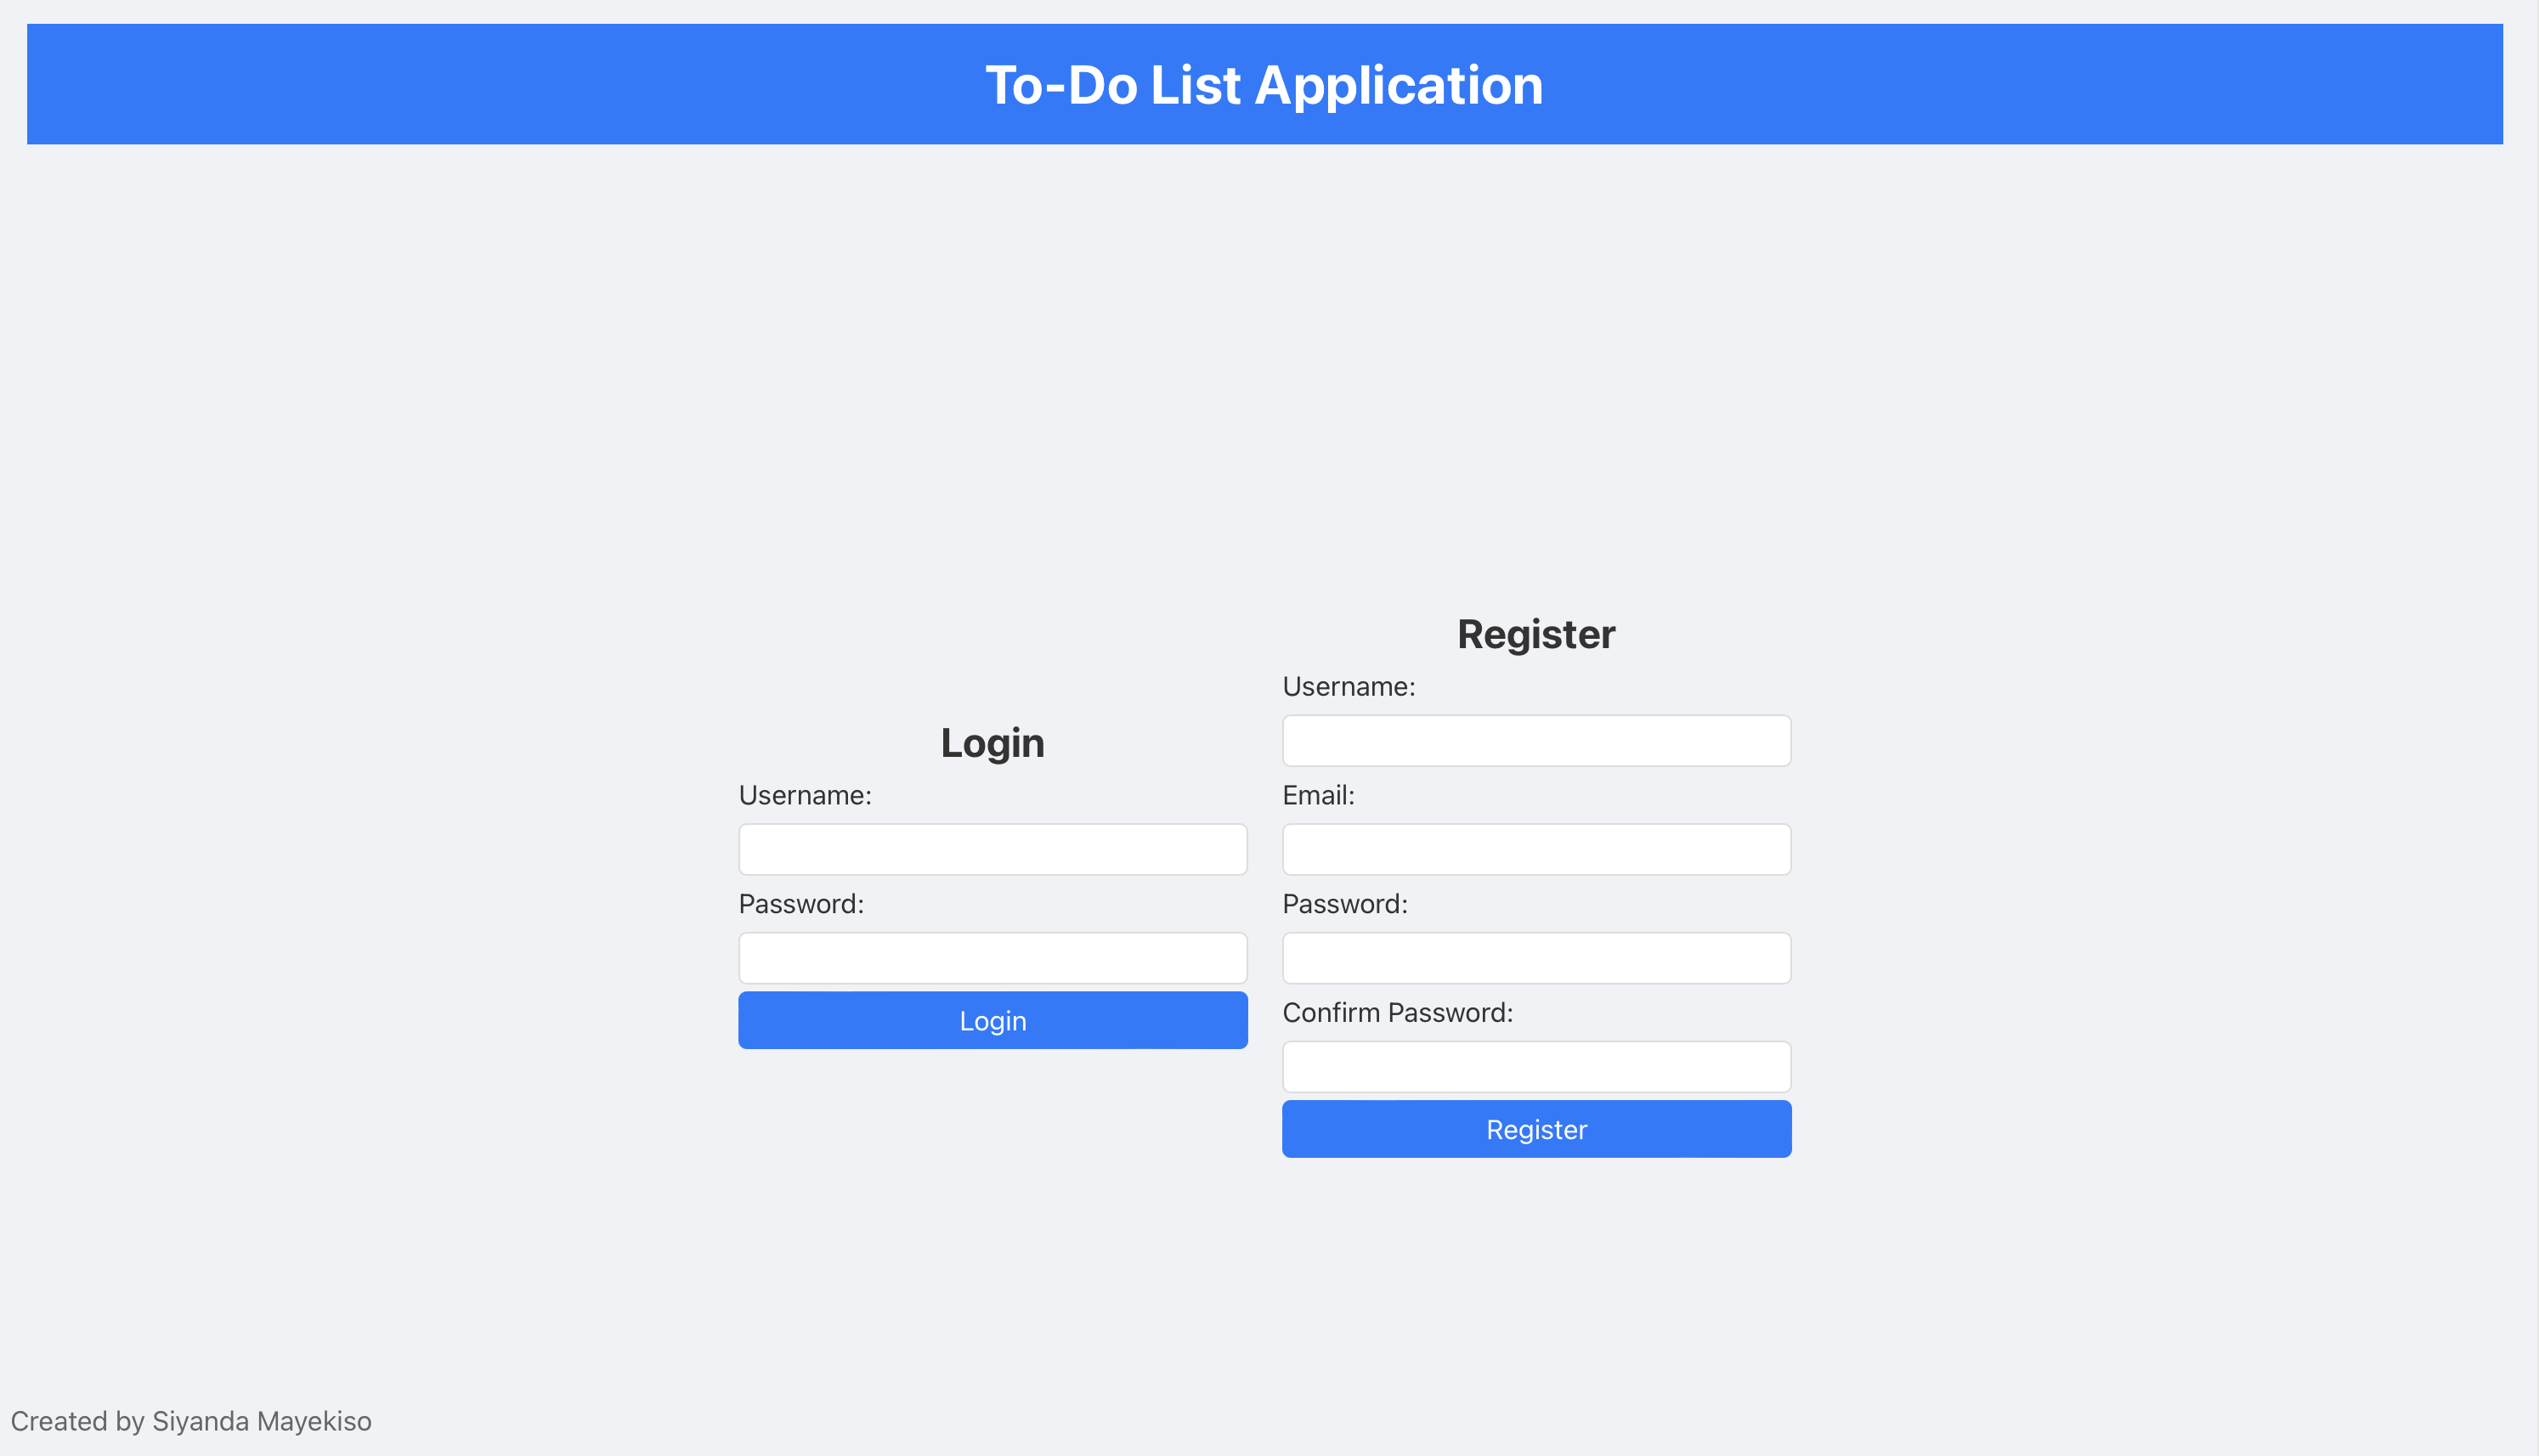 To-Do List Application
Login
Username:
Password:
Login
Register
Username:
Email:
Password:
Confirm Password:
Register
Created by Siyanda Mayekiso